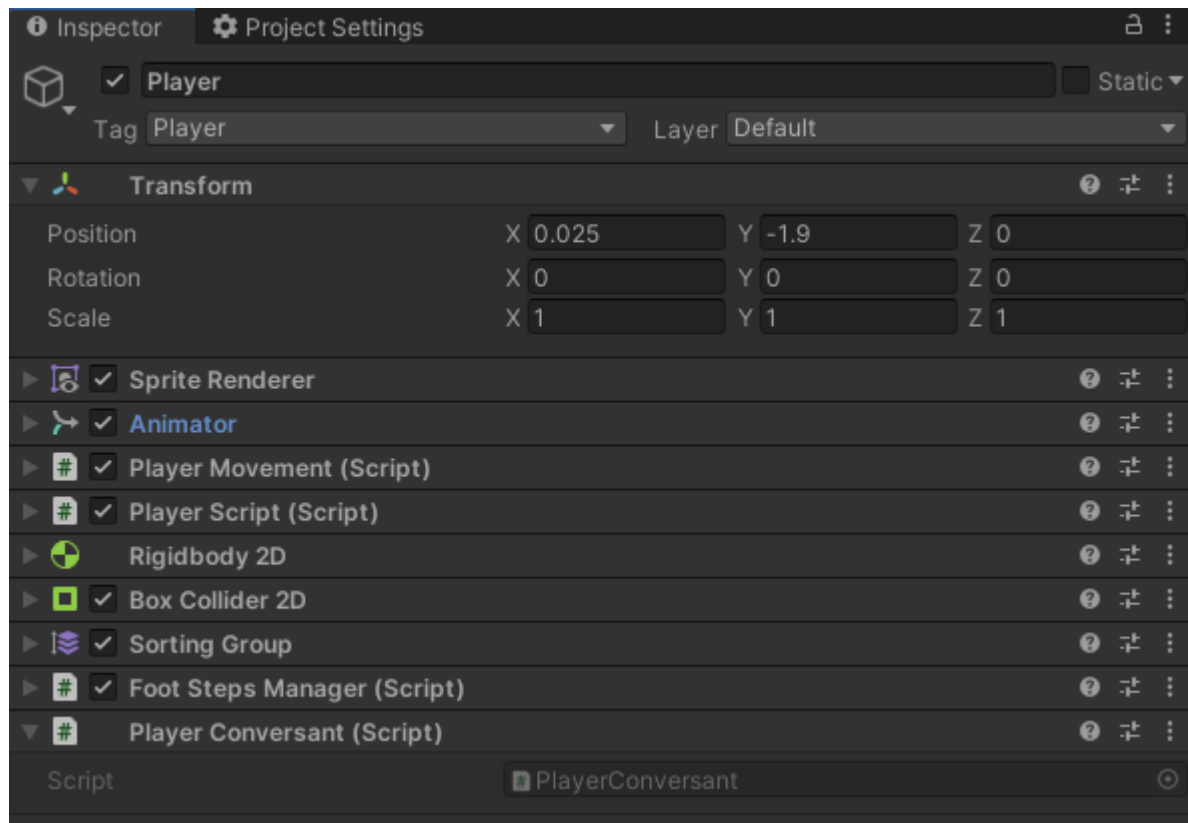 Inspector Project Settings
Player Static
Tag Player Layer Default
Transform
Position X 0.025 Y -1.9 Z 0
Rotation X 0 Y 0 Z 0
Scale X 1 Y 1 Z 1
Sprite Renderer
Animator
Player Movement (Script)
Player Script (Script)
Rigidbody 2D
Box Collider 2D
Sorting Group
Foot Steps Manager (Script)
Player Conversant (Script)
Script PlayerConversant